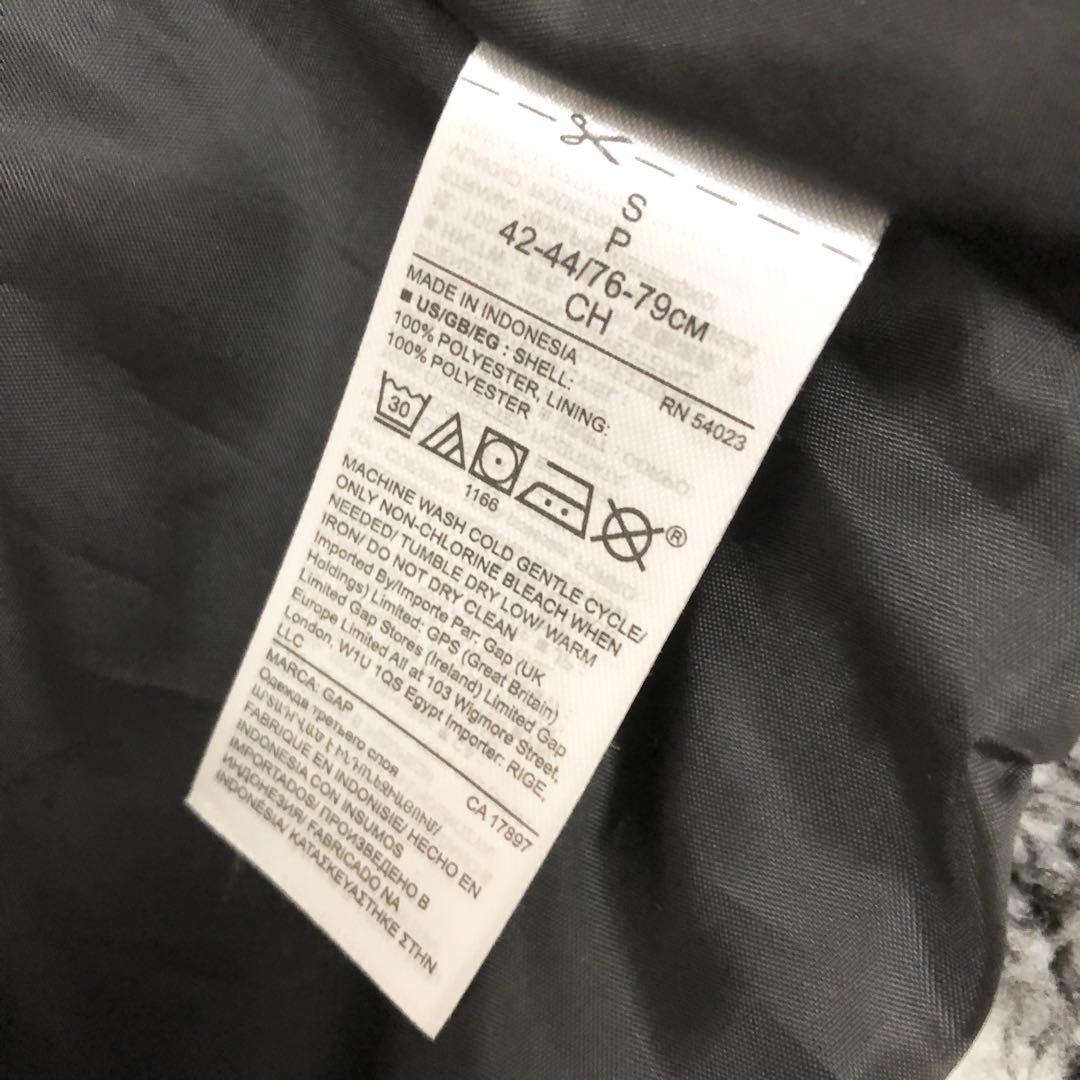 S
P
42-44/76-79CM
CH
MADE IN INDONESIA
RN 54023
■ US/GB/EG : SHELL:
100% POLYESTER, LINING:
100% POLYESTER
30
1166
®
MACHINE WASH COLD GENTLE CYCLE/
ONLY NON-CHLORINE BLEACH WHEN
NEEDED/ TUMBLE DRY LOW/ WARM
IRON/ DO NOT DRY CLEAN
Imported By/Importe Par: Gap (UK
Holdings) Limited: GPS (Great Britain)
Limited Gap Stores (Ireland) Limited Gap
Europe Limited All at 103 Wigmore Street,
London, W1U 1QS Egypt Importer: RIGE,
LLC
MARCA: GAP
CA 17897
Одежда третьего слоя
ԱՐՏԱԴՐՎԱԾ Է ԻՆԴՈՆԵԶԻԱՅՈՒՄ/
FABRIQUE EN INDONISIE/ HECHO EN
INDONESIA CON INSUMOS
IMPORTADOS/ ПРОИЗВЕДЕНО В
ИНДОНЕЗИЯ/ FABRICADO NA
INDONÉSIA/ ΚΑΤΑΣΚΕΥΑΣΤΗΚΕ ΣΤΗΝ